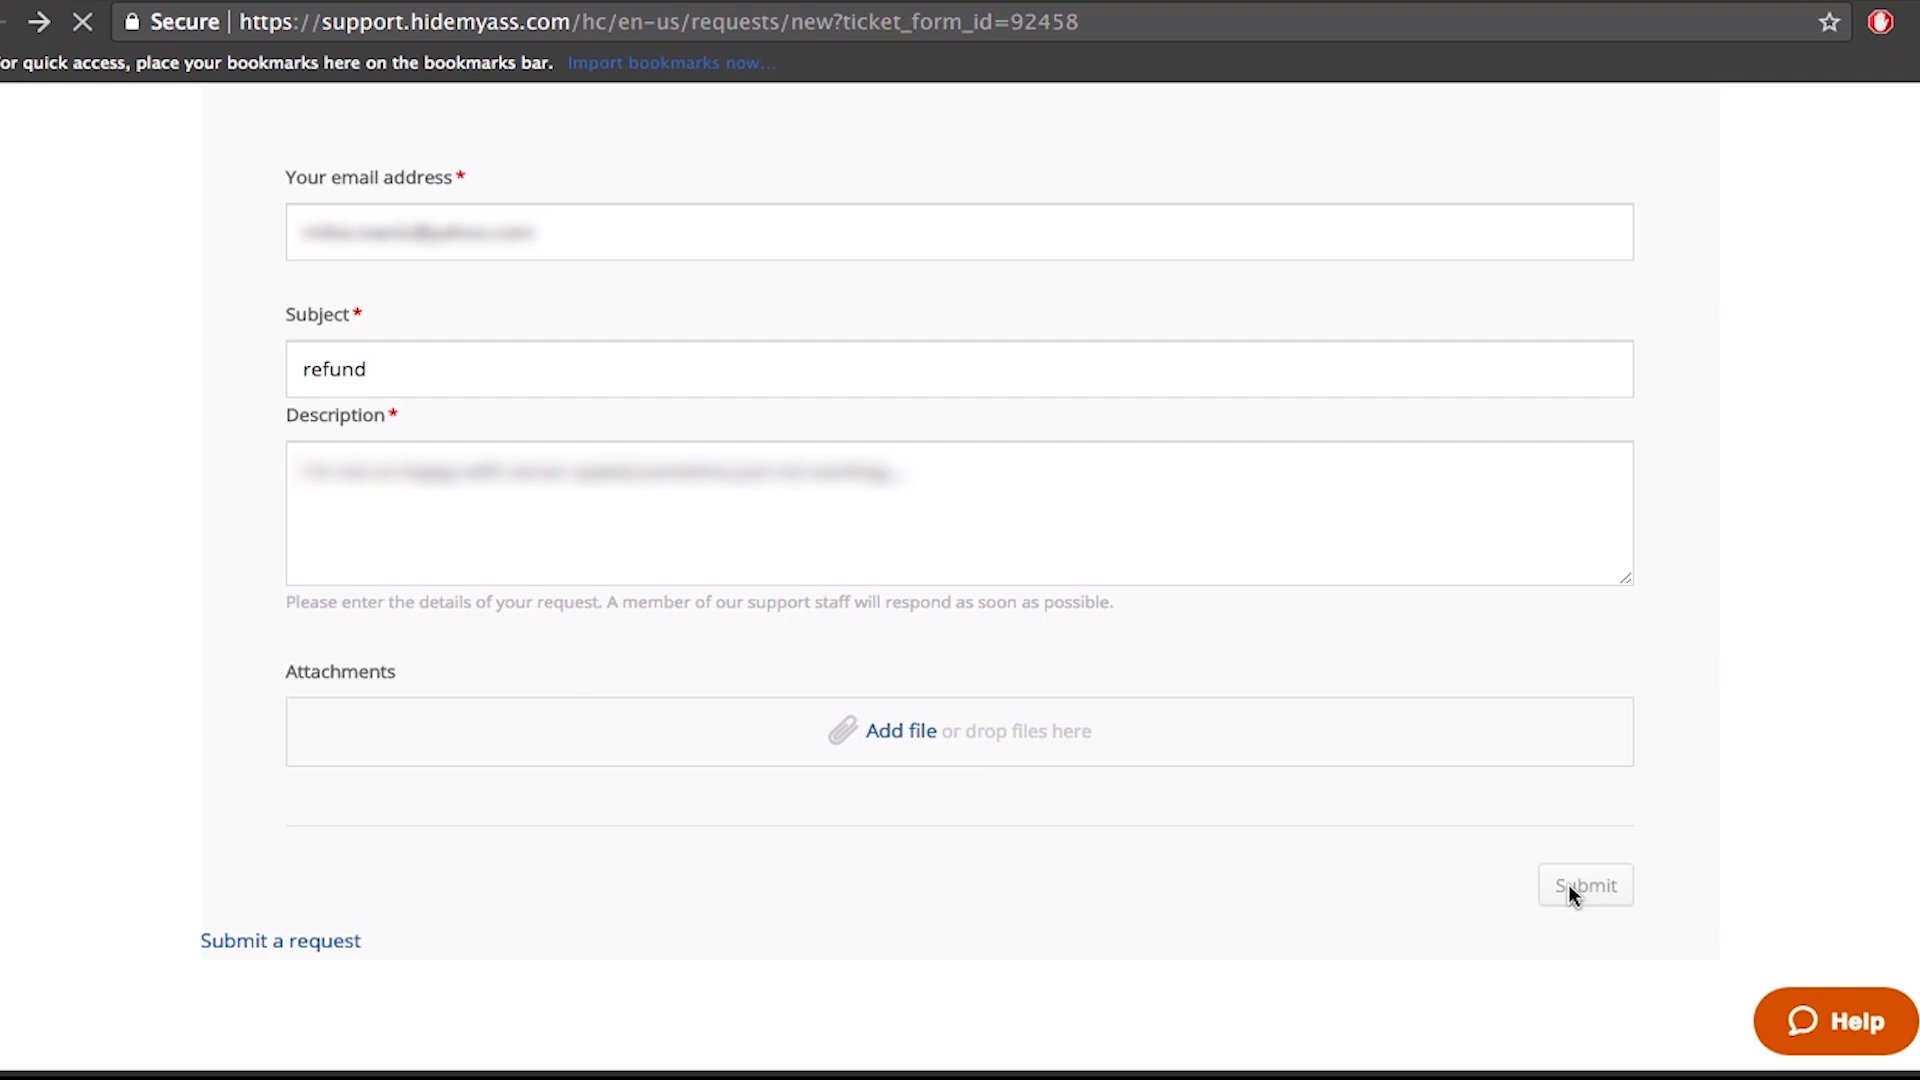 Secure | https://support.hidemyass.com/hc/en-us/requests/new?ticket_form_id=92458
or quick access, place your bookmarks here on the bookmarks bar. Import bookmarks now...
Your email address*
Subject*
refund
Description*
Please enter the details of your request. A member of our support staff will respond as soon as possible.
Attachments
Add file or drop files here
Submit
Submit a request
Help